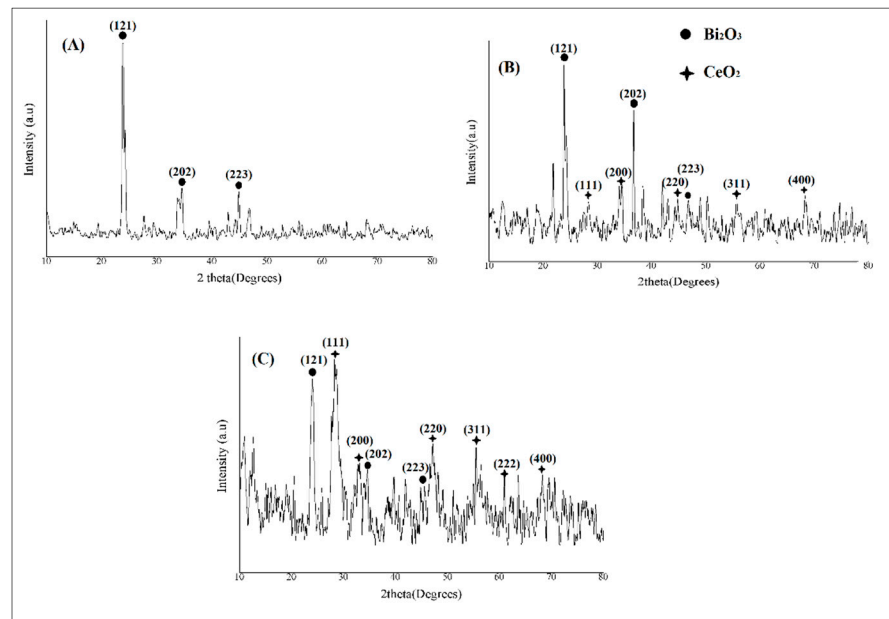 (A)
(121)
(202)
(223)
Intensity (a.u)
10 20 30 40 50 60 70 80
2 theta(Degrees)
(B)
(121)
(202)
(111)
(200)
(220)
(223)
(311)
(400)
Bi₂O₃
CeO₂
Intensity(a.u)
10 20 30 40 50 60 70 80
2theta(Degrees)
(C)
(121)
(111)
(200)
(202)
(223)
(220)
(311)
(222)
(400)
Intensity (a.u)
10 20 30 40 50 60 70 80
2theta(Degrees)